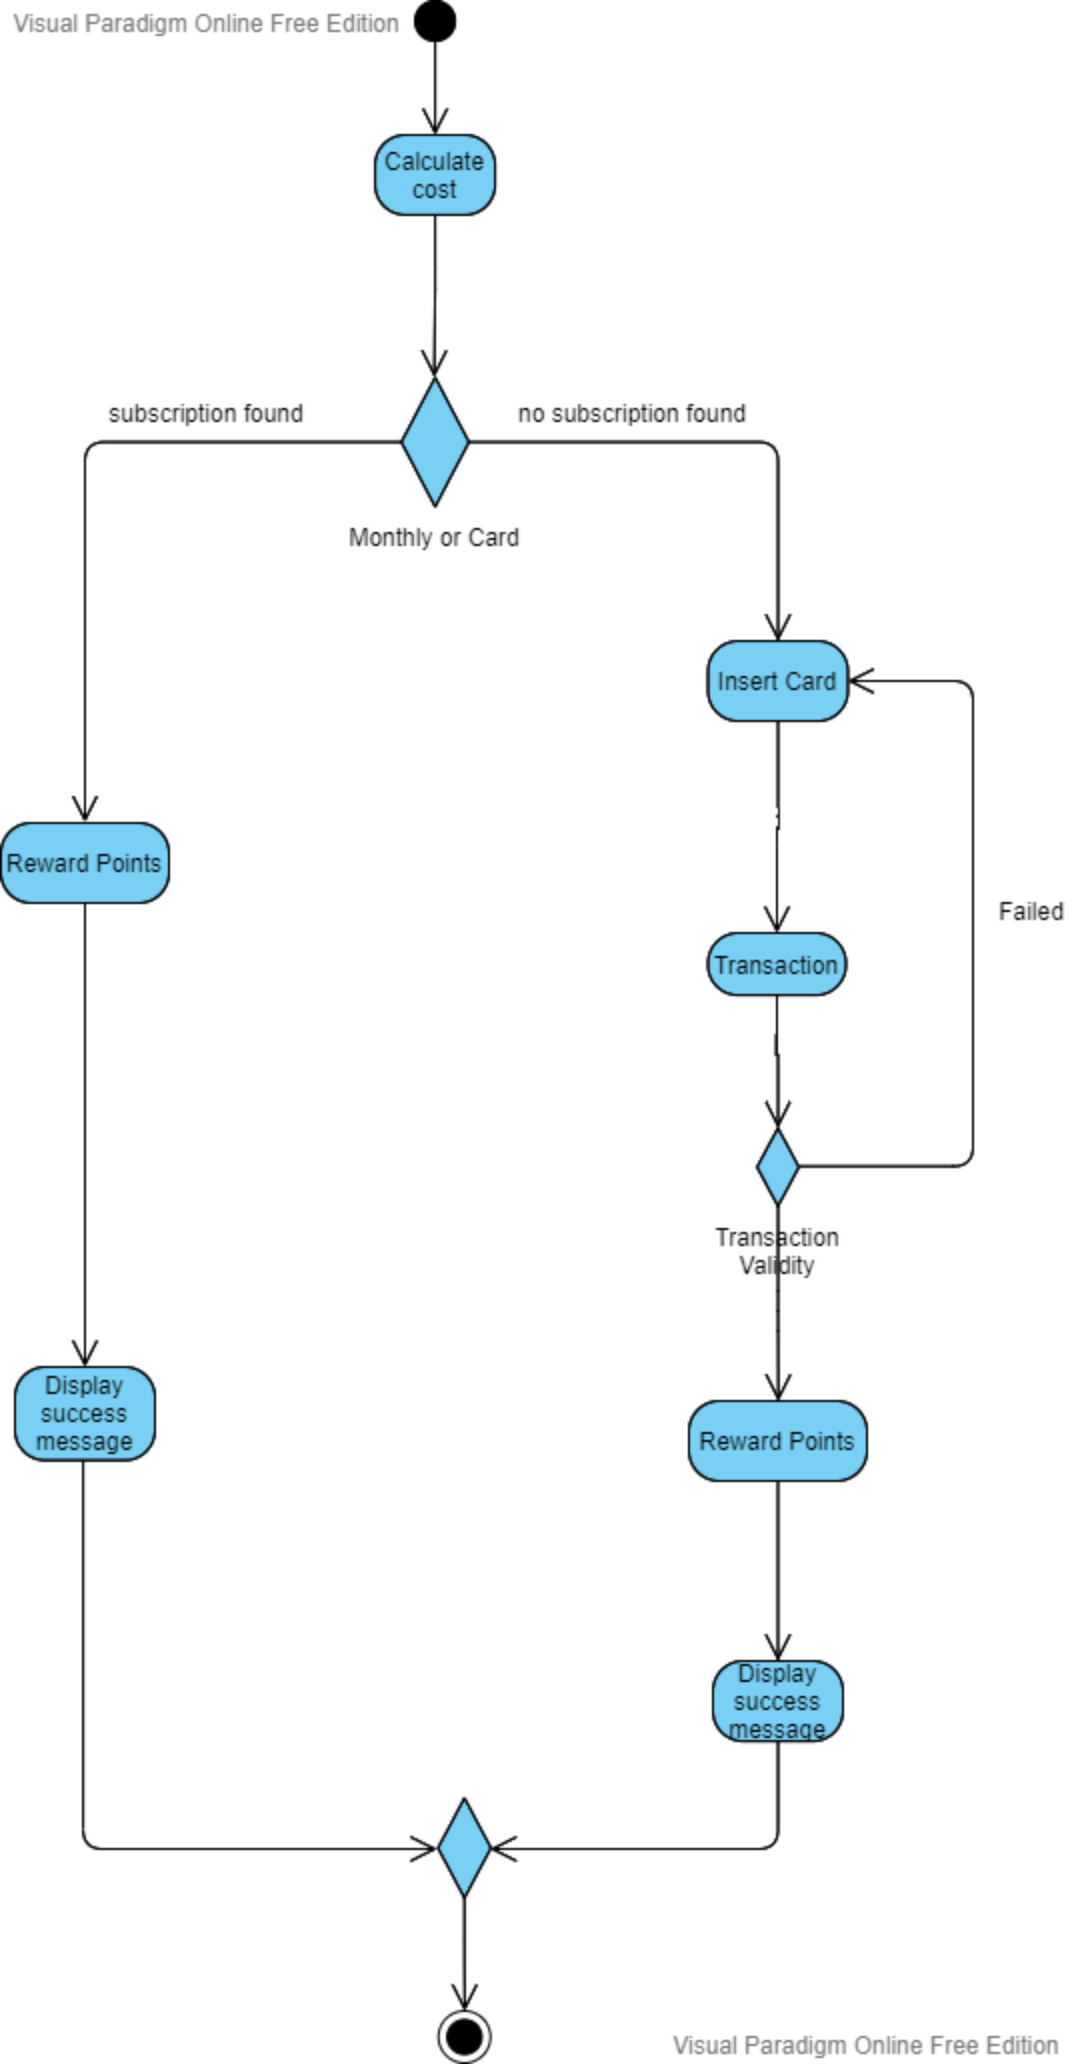 Visual Paradigm Online Free Edition
Calculate
cost
subscription found
no subscription found
Monthly or Card
Insert Card
Reward Points
Failed
Transaction
Transaction
Validity
Display
success
message
Reward Points
Display
success
message
Visual Paradigm Online Free Edition